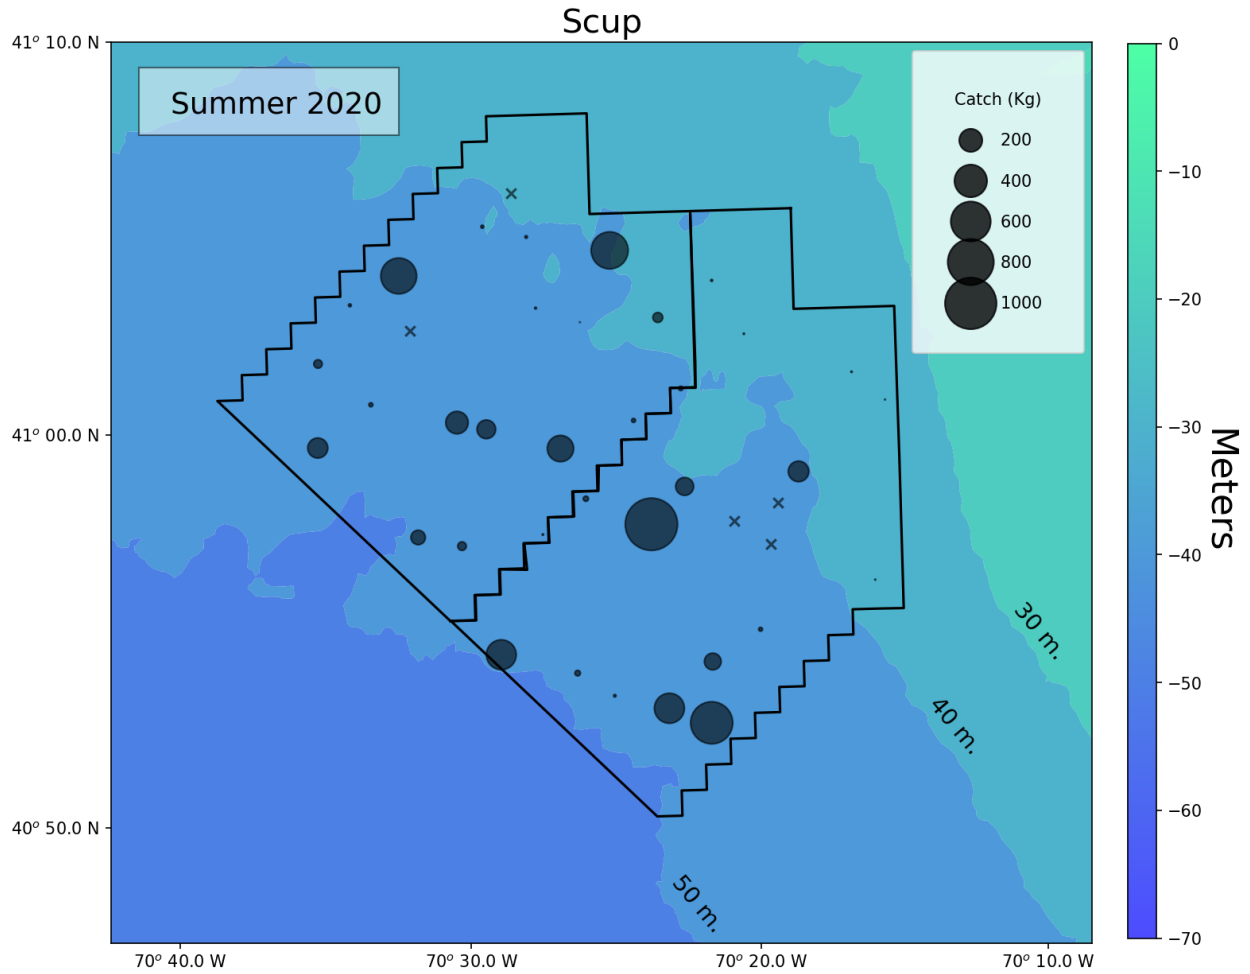 Scup
41° 10.0 N
Summer 2020
Catch (Kg)
200
400
600
800
1000
41° 00.0 N
40° 50.0 N
30 m.
40 m.
50 m.
70° 40.0 W
70° 30.0 W
70° 20.0 W
70° 10.0 W
0
−10
−20
−30
−40
−50
−60
−70
Meters